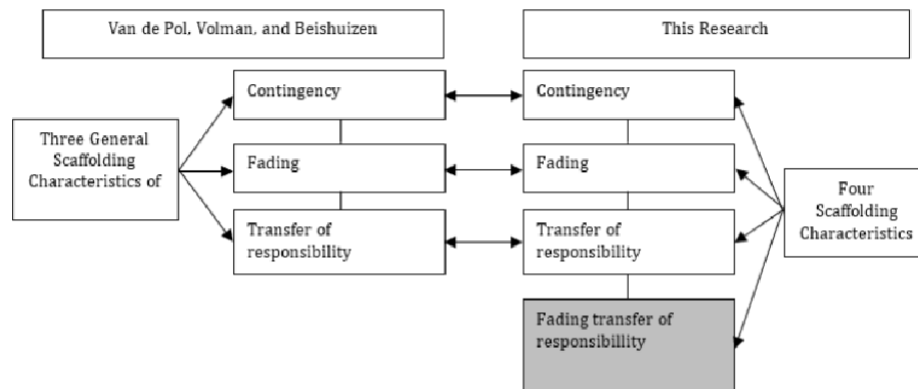 Van de Pol, Volman, and Beishuizen
This Research
Contingency
Contingency
Three General
Scaffolding
Characteristics of
Fading
Fading
Four
Scaffolding
Characteristics
Transfer of
responsibility
Transfer of
responsibility
Fading transfer of
responsibillity